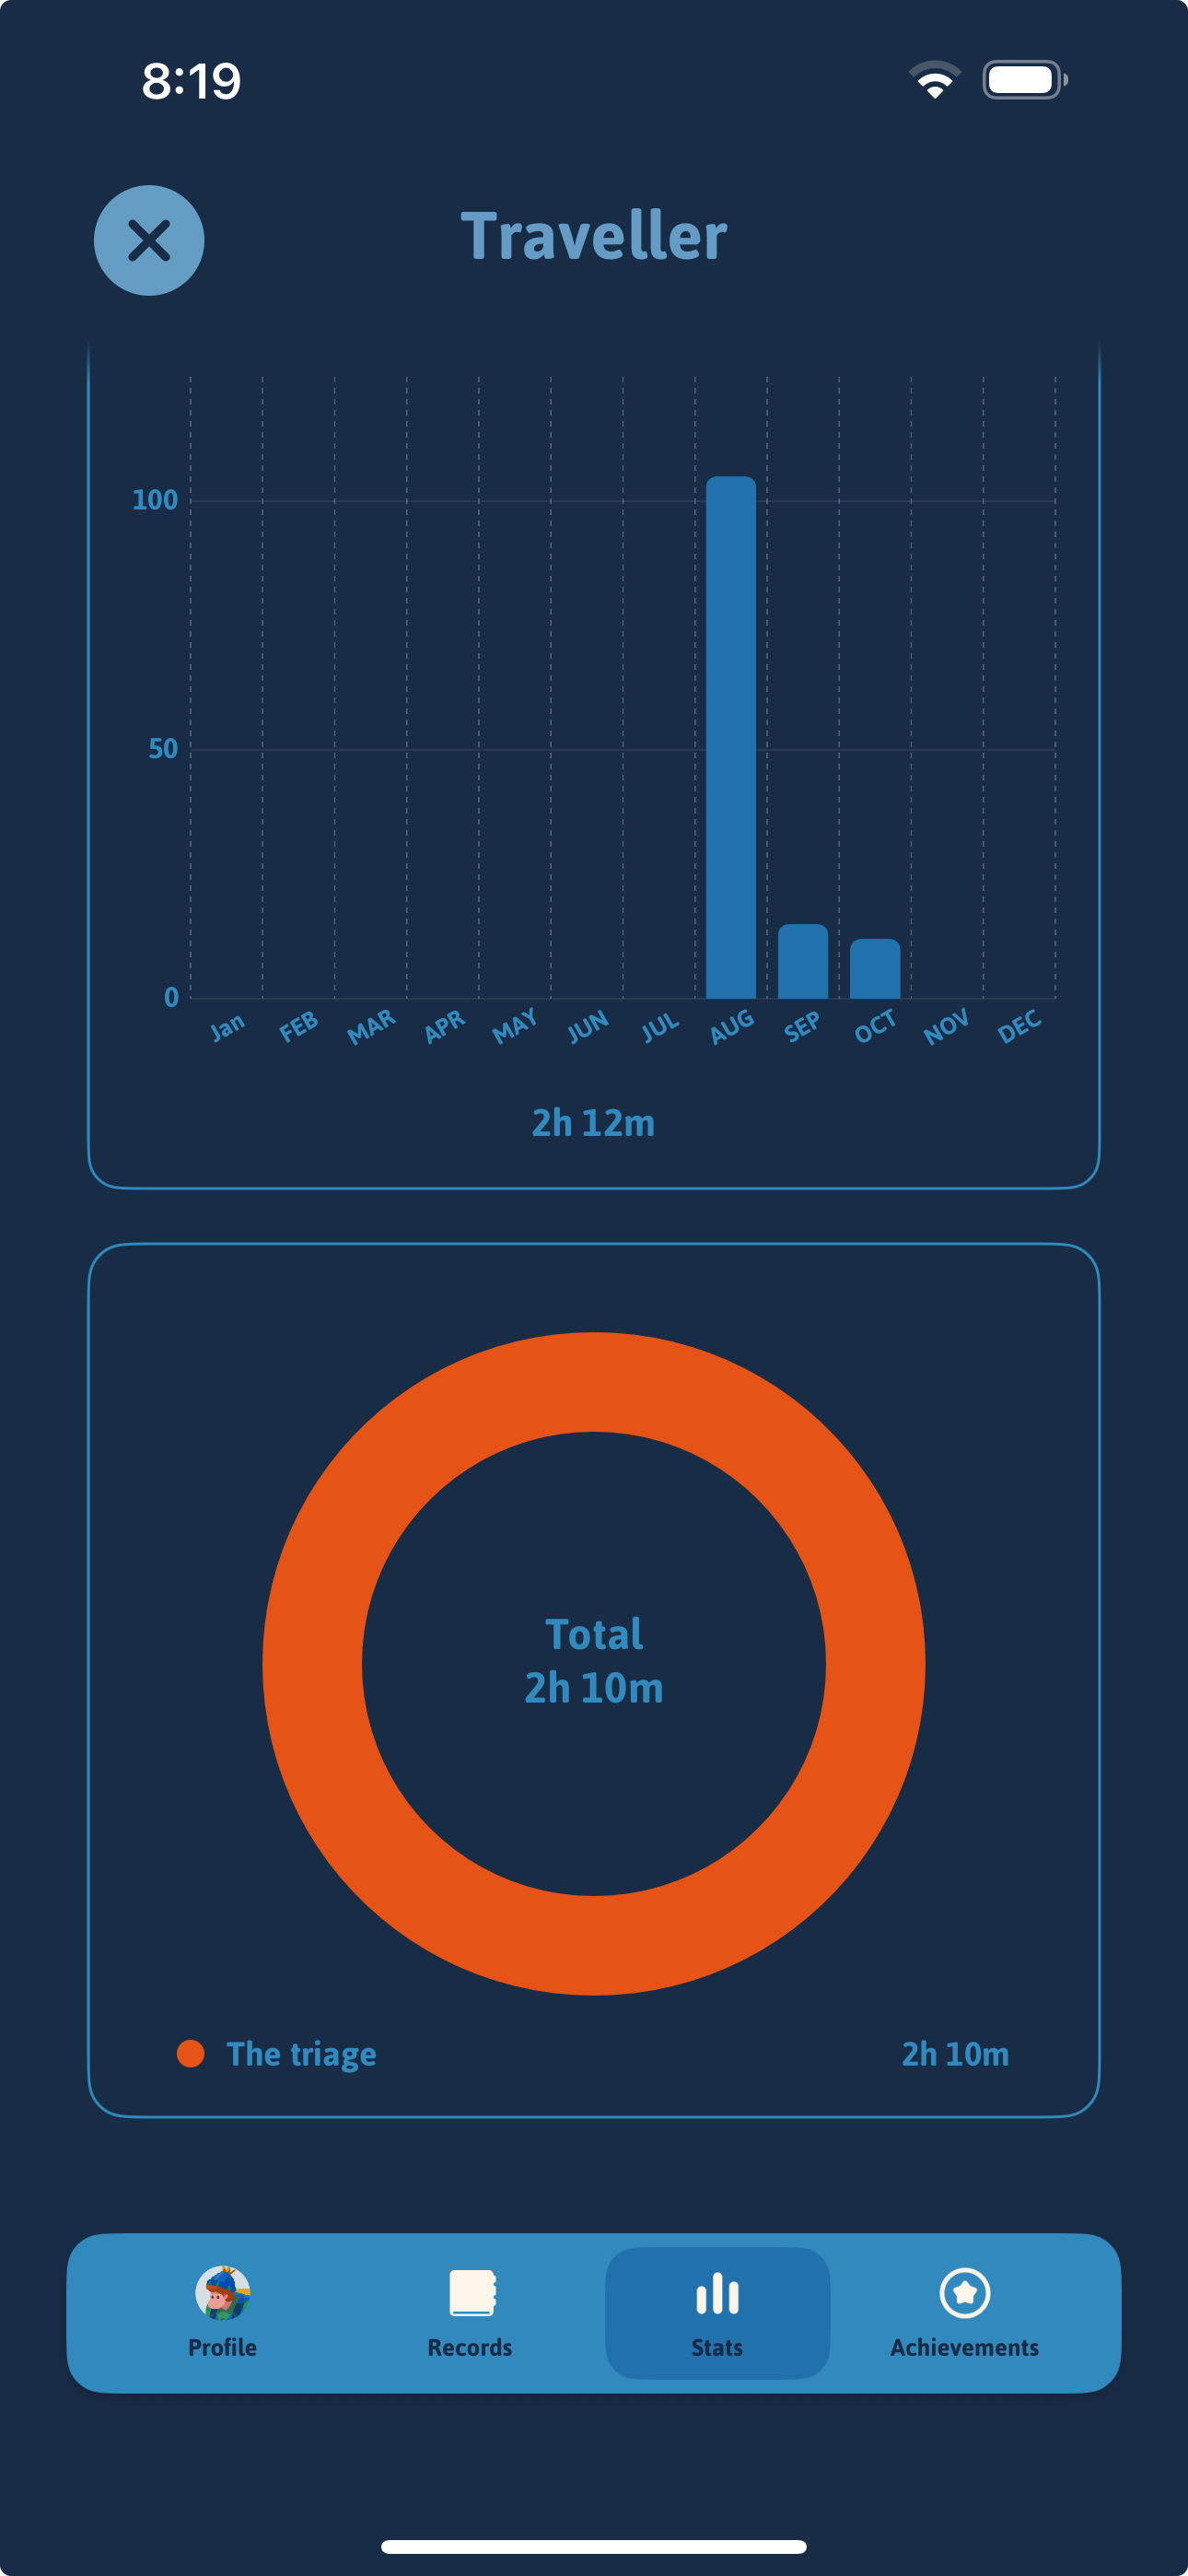 8:19
Traveller
100
50
0
Jan FEB MAR APR MAY JUN JUL AUG SEP OCT NOV DEC
2h 12m
Total
2h 10m
The triage 2h 10m
Profile Records Stats Achievements